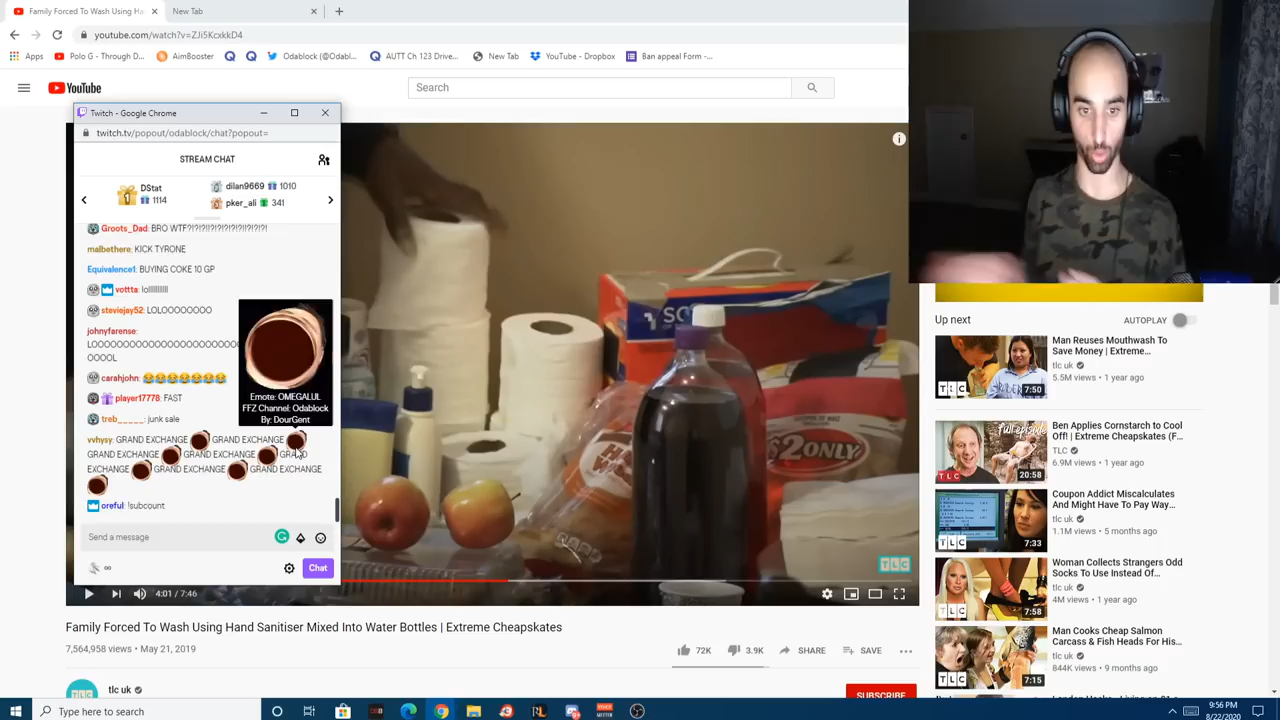 Family Forced To Wash Using Ha
New Tab
youtube.com/watch?v=ZJi5KcxkkD4
Apps
Polo G - Through D...
AimBooster
Odablock (@Odabl...
AUTT Ch 123 Drive...
New Tab
YouTube - Dropbox
Ban appeal Form -...
YouTube
Search
Twitch - Google Chrome
twitch.tv/popout/odablock/chat?popout=
STREAM CHAT
DStat
1114
dilan9669 1010
pker_ali 341
Groots_Dad: BRO WTF?!?!?!!?!?!?!?!!?!?!?!
malbethere: KICK TYRONE
Equivalence1: BUYING COKE 10 GP
vottta: lollllllllll
steviejay52: LOLOOOOOOOO
johnyfarense:
carahjohn: 😂😂😂😂😂😂😂
player17778: FAST
treb_____: junk sale
Emote: OMEGALUL
FFZ Channel: Odablock
By: DourGent
vvhysy: GRAND EXCHANGE GRAND EXCHANGE
GRAND EXCHANGE GRAND EXCHANGE GRAND
EXCHANGE GRAND EXCHANGE GRAND EXCHANGE
oreful: !subcount
Send a message
∞
Chat
$2 ONLY
TLC
4:01 / 7:46
Family Forced To Wash Using Hand Sanitiser Mixed Into Water Bottles | Extreme Cheapskates
7,564,958 views • May 21, 2019
72K
3.9K
SHARE
SAVE
TLC
tlc uk
SUBSCRIBE
Up next
AUTOPLAY
Man Reuses Mouthwash To
Save Money | Extreme...
tlc uk
5.5M views • 1 year ago
7:50
Ben Applies Cornstarch to Cool
Off! | Extreme Cheapskates (F...
TLC
6.9M views • 1 year ago
full episode
20:58
Coupon Addict Miscalculates
And Might Have To Pay Way...
tlc uk
1.1M views • 5 months ago
7:33
Woman Collects Strangers Odd
Socks To Use Instead Of...
tlc uk
4M views • 1 year ago
7:58
Man Cooks Cheap Salmon
Carcass & Fish Heads For His...
tlc uk
844K views • 9 months ago
7:15
Type here to search
9:56 PM
8/22/2020